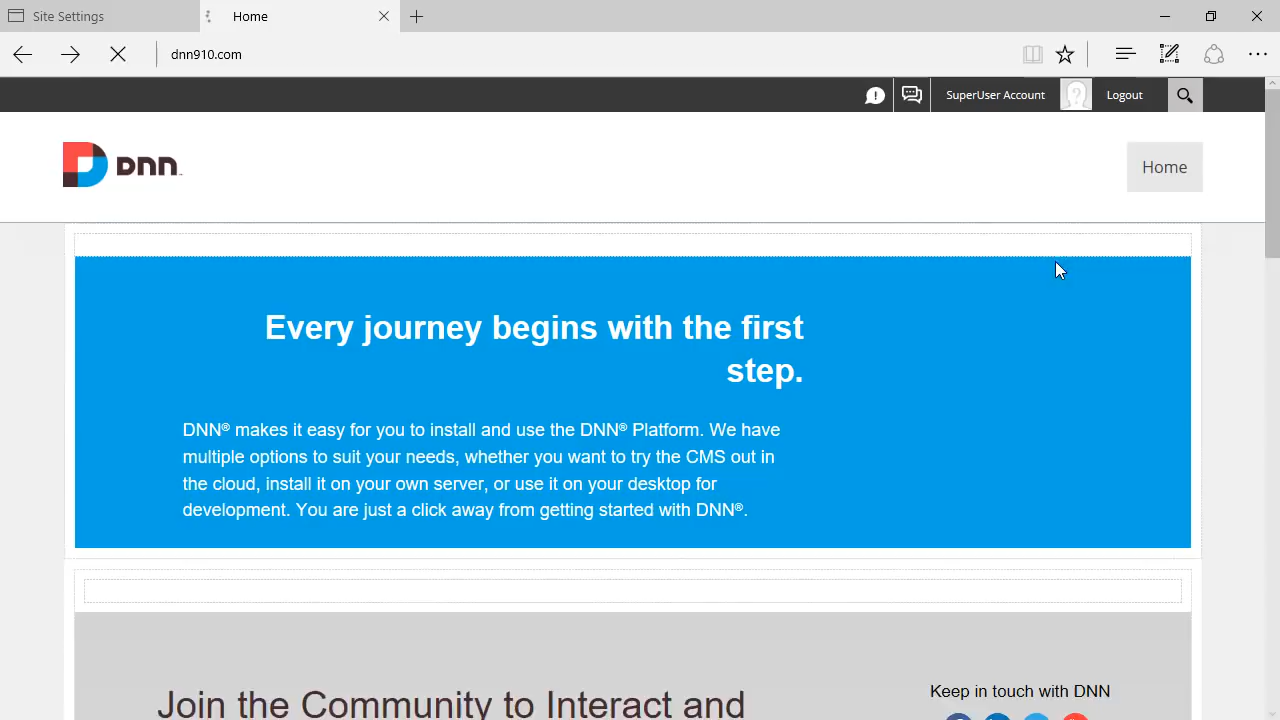 Site Settings
Home
dnn910.com
SuperUser Account
Logout
DNN
Home
Every journey begins with the first
step.
DNN® makes it easy for you to install and use the DNN® Platform. We have
multiple options to suit your needs, whether you want to try the CMS out in
the cloud, install it on your own server, or use it on your desktop for
development. You are just a click away from getting started with DNN®.
Join the Community to Interact and
Keep in touch with DNN